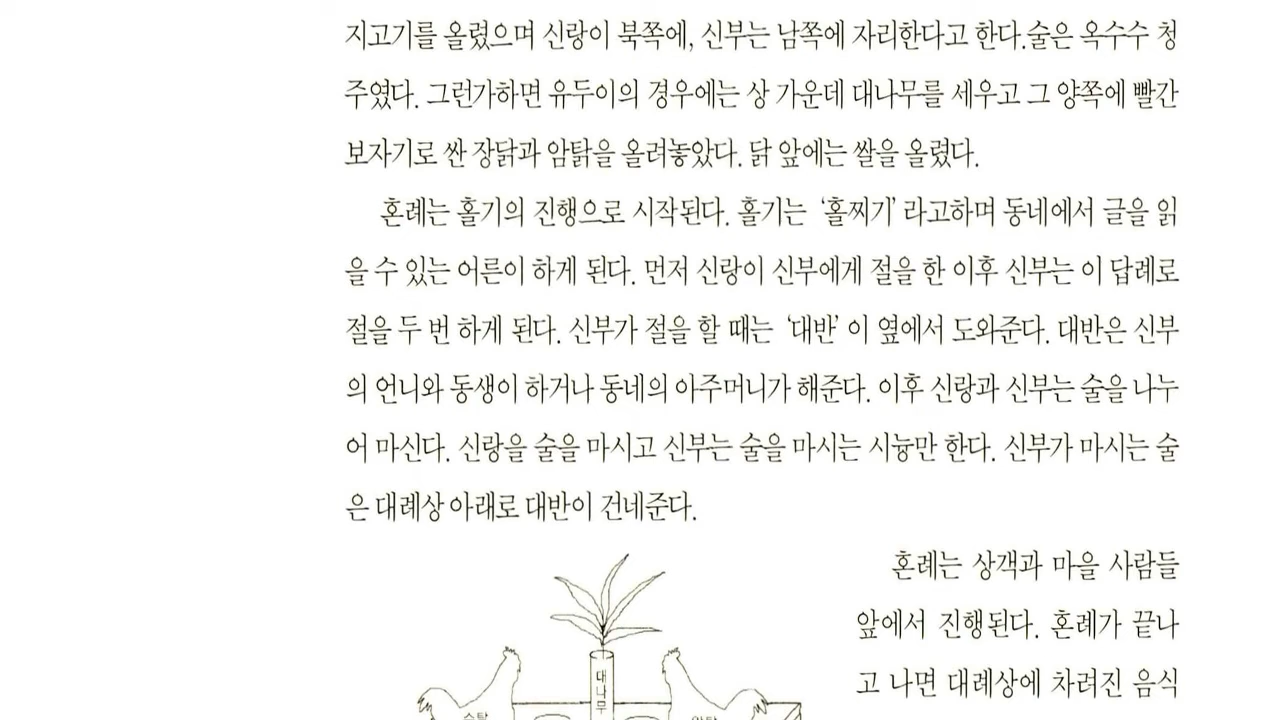 지고기를 올렸으며 신랑이 북쪽에, 신부는 남쪽에 자리한다고 한다.술은 옥수수 청
주였다. 그런가하면 유두이의 경우에는 상 가운데 대나무를 세우고 그 양쪽에 빨간
보자기로 싼 장닭과 암탉을 올려놓았다. 닭 앞에는 쌀을 올렸다.
혼례는 홀기의 진행으로 시작된다. 홀기는 ‘홀찌기’ 라고하며 동네에서 글을 읽
을 수 있는 어른이 하게 된다. 먼저 신랑이 신부에게 절을 한 이후 신부는 이 답례로
절을 두 번 하게 된다. 신부가 절을 할 때는 ‘대반’ 이 옆에서 도와준다. 대반은 신부
의 언니와 동생이 하거나 동네의 아주머니가 해준다. 이후 신랑과 신부는 술을 나누
어 마신다. 신랑을 술을 마시고 신부는 술을 마시는 시늉만 한다. 신부가 마시는 술
은 대례상 아래로 대반이 건네준다.
혼례는 상객과 마을 사람들
앞에서 진행된다. 혼례가 끝나
고 나면 대례상에 차려진 음식
대나무